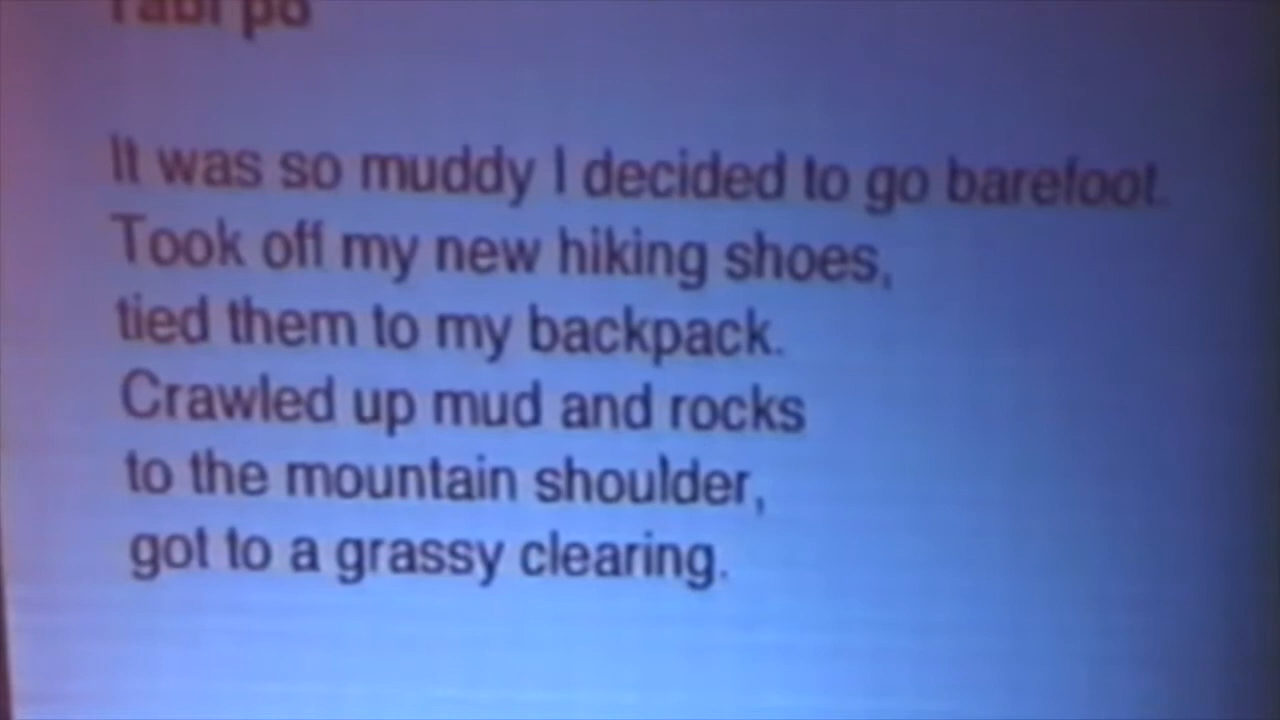 It was so muddy I decided to go barefoot.
Took off my new hiking shoes,
tied them to my backpack.
Crawled up mud and rocks
to the mountain shoulder,
got to a grassy clearing.